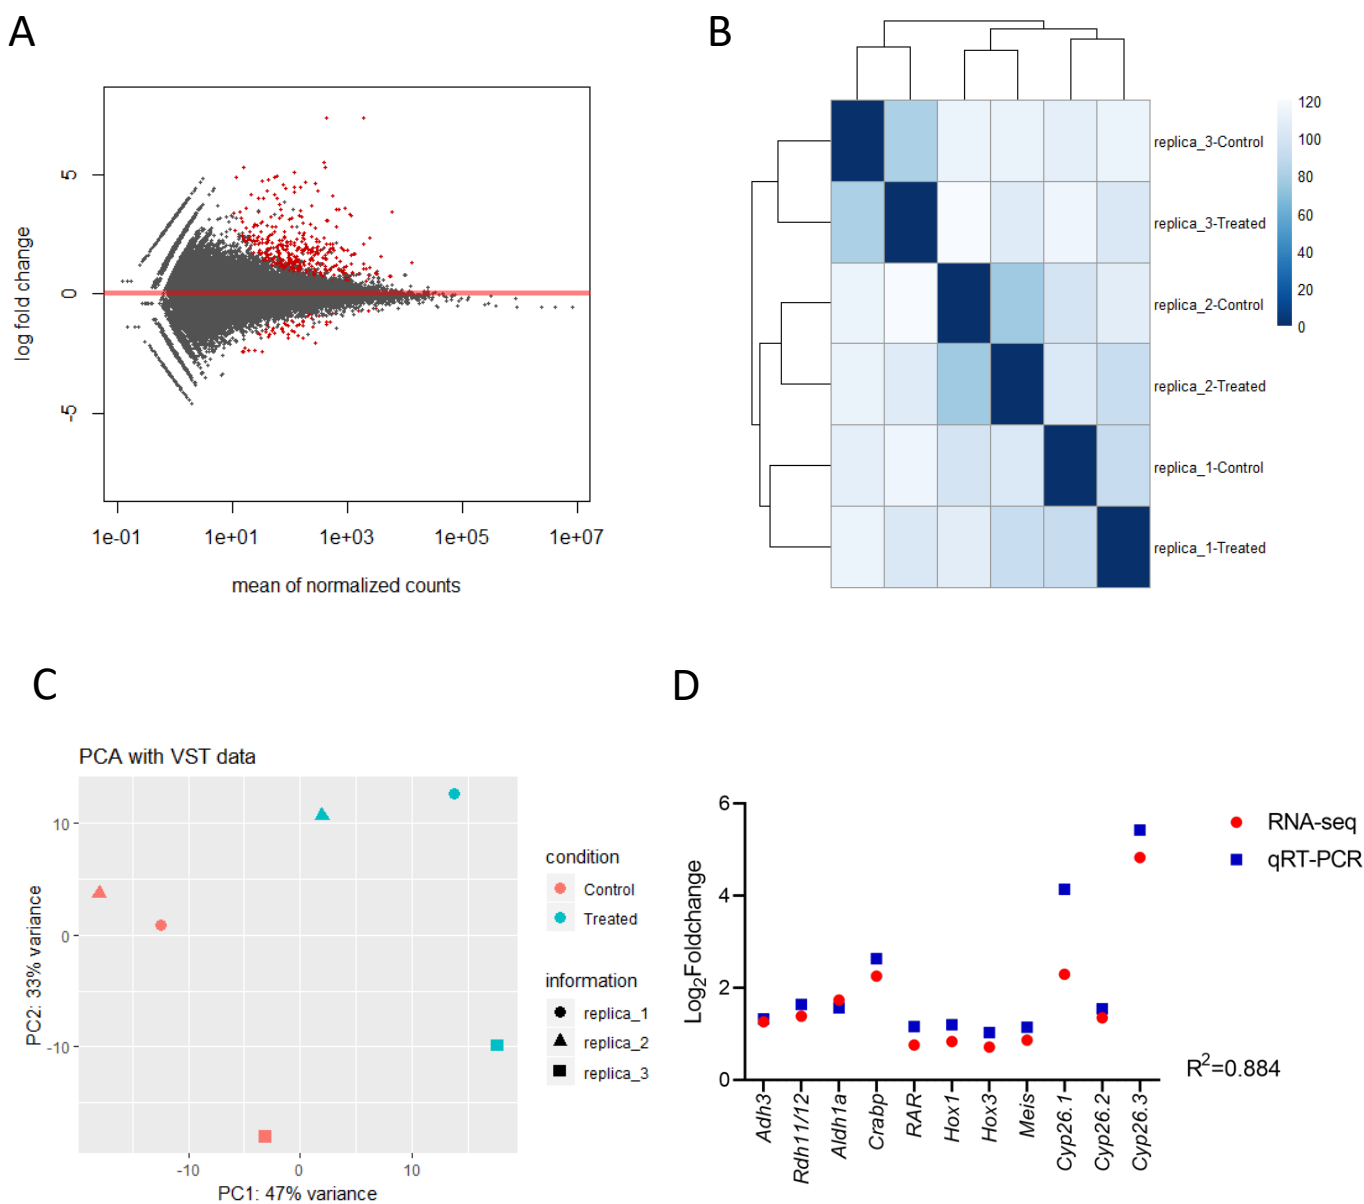 A
log fold change
5
0
-5
1e-01
1e+01
1e+03
1e+05
1e+07
mean of normalized counts
B
replica_3-Control
replica_3-Treated
replica_2-Control
replica_2-Treated
replica_1-Control
replica_1-Treated
120
100
80
60
40
20
0
C
PCA with VST data
PC2: 33% variance
10
0
-10
-10
0
10
PC1: 47% variance
condition
Control
Treated
information
replica_1
replica_2
replica_3
D
Log2Foldchange
6
4
2
0
Adh3
Rdh11/12
Aldh1a
Crabp
RAR
Hox1
Hox3
Meis
Cyp26.1
Cyp26.2
Cyp26.3
RNA-seq
qRT-PCR
R²=0.884